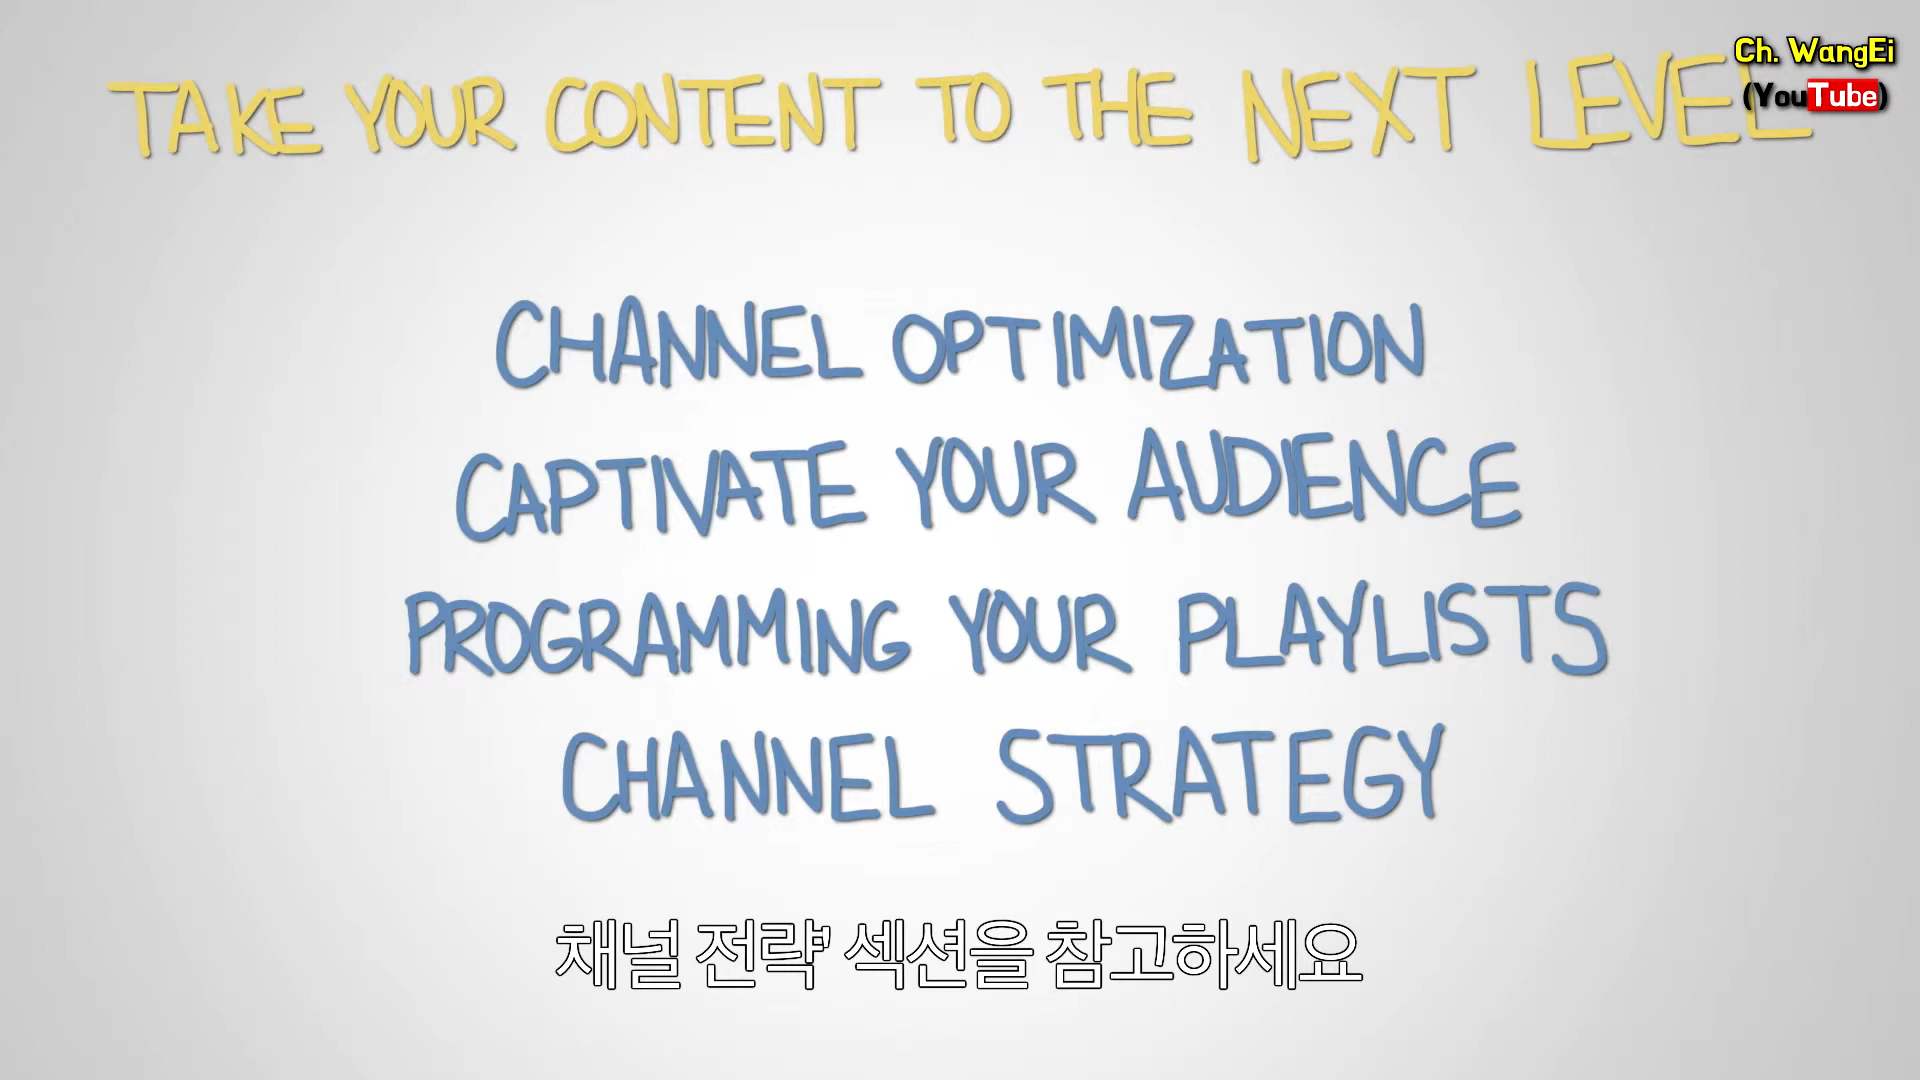 Ch. WangEi
(YouTube)
TAKE YOUR CONTENT TO THE NEXT LEVEL
CHANNEL OPTIMIZATION
CAPTIVATE YOUR AUDIENCE
PROGRAMMING YOUR PLAYLISTS
CHANNEL STRATEGY
채널 전략' 섹션을 참고하세요